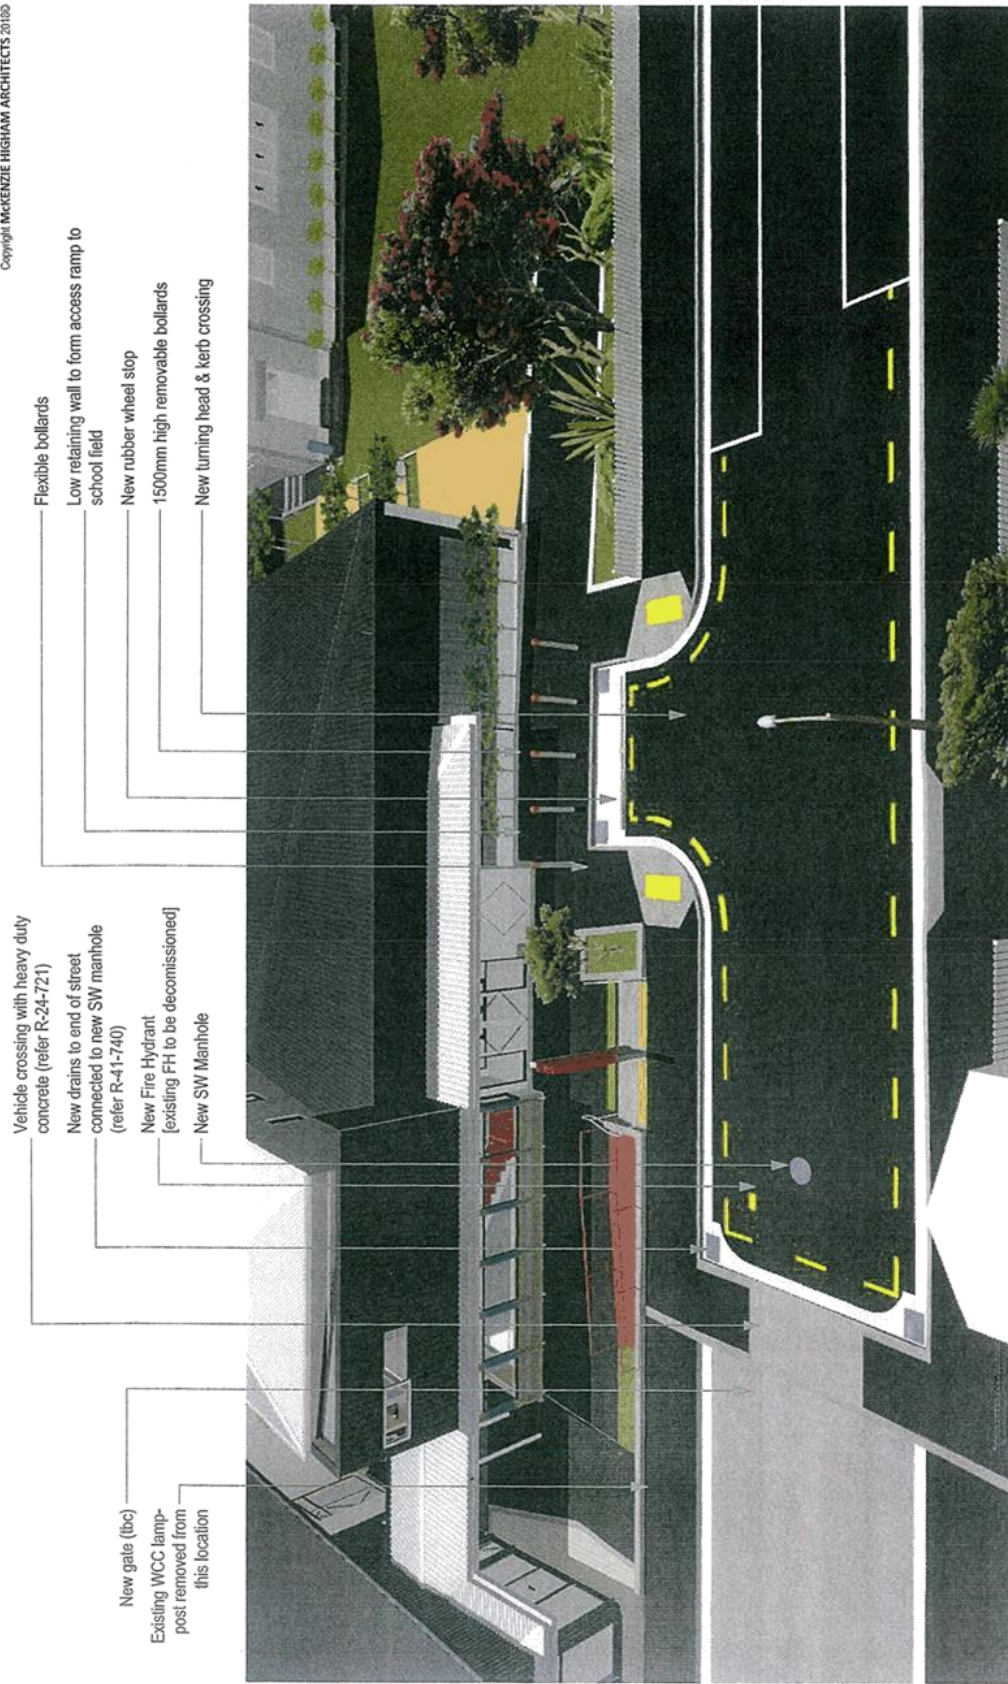 Copyright McKENZIE HIGHAM ARCHITECTS 2018©
New gate (tbc)
Existing WCC lamp-
post removed from
this location
Vehicle crossing with heavy duty
concrete (refer R-24-721)
New drains to end of street
connected to new SW manhole
(refer R-41-740)
New Fire Hydrant
[existing FH to be decomissioned]
New SW Manhole
Flexible bollards
Low retaining wall to form access ramp to
school field
New rubber wheel stop
1500mm high removable bollards
New turning head & kerb crossing